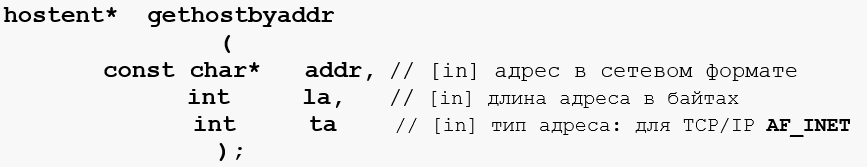 hostent* gethostbyaddr
(
const char* addr, // [in] адрес в сетевом формате
int la, // [in] длина адреса в байтах
int ta // [in] тип адреса: для TCP/IP AF_INET
);